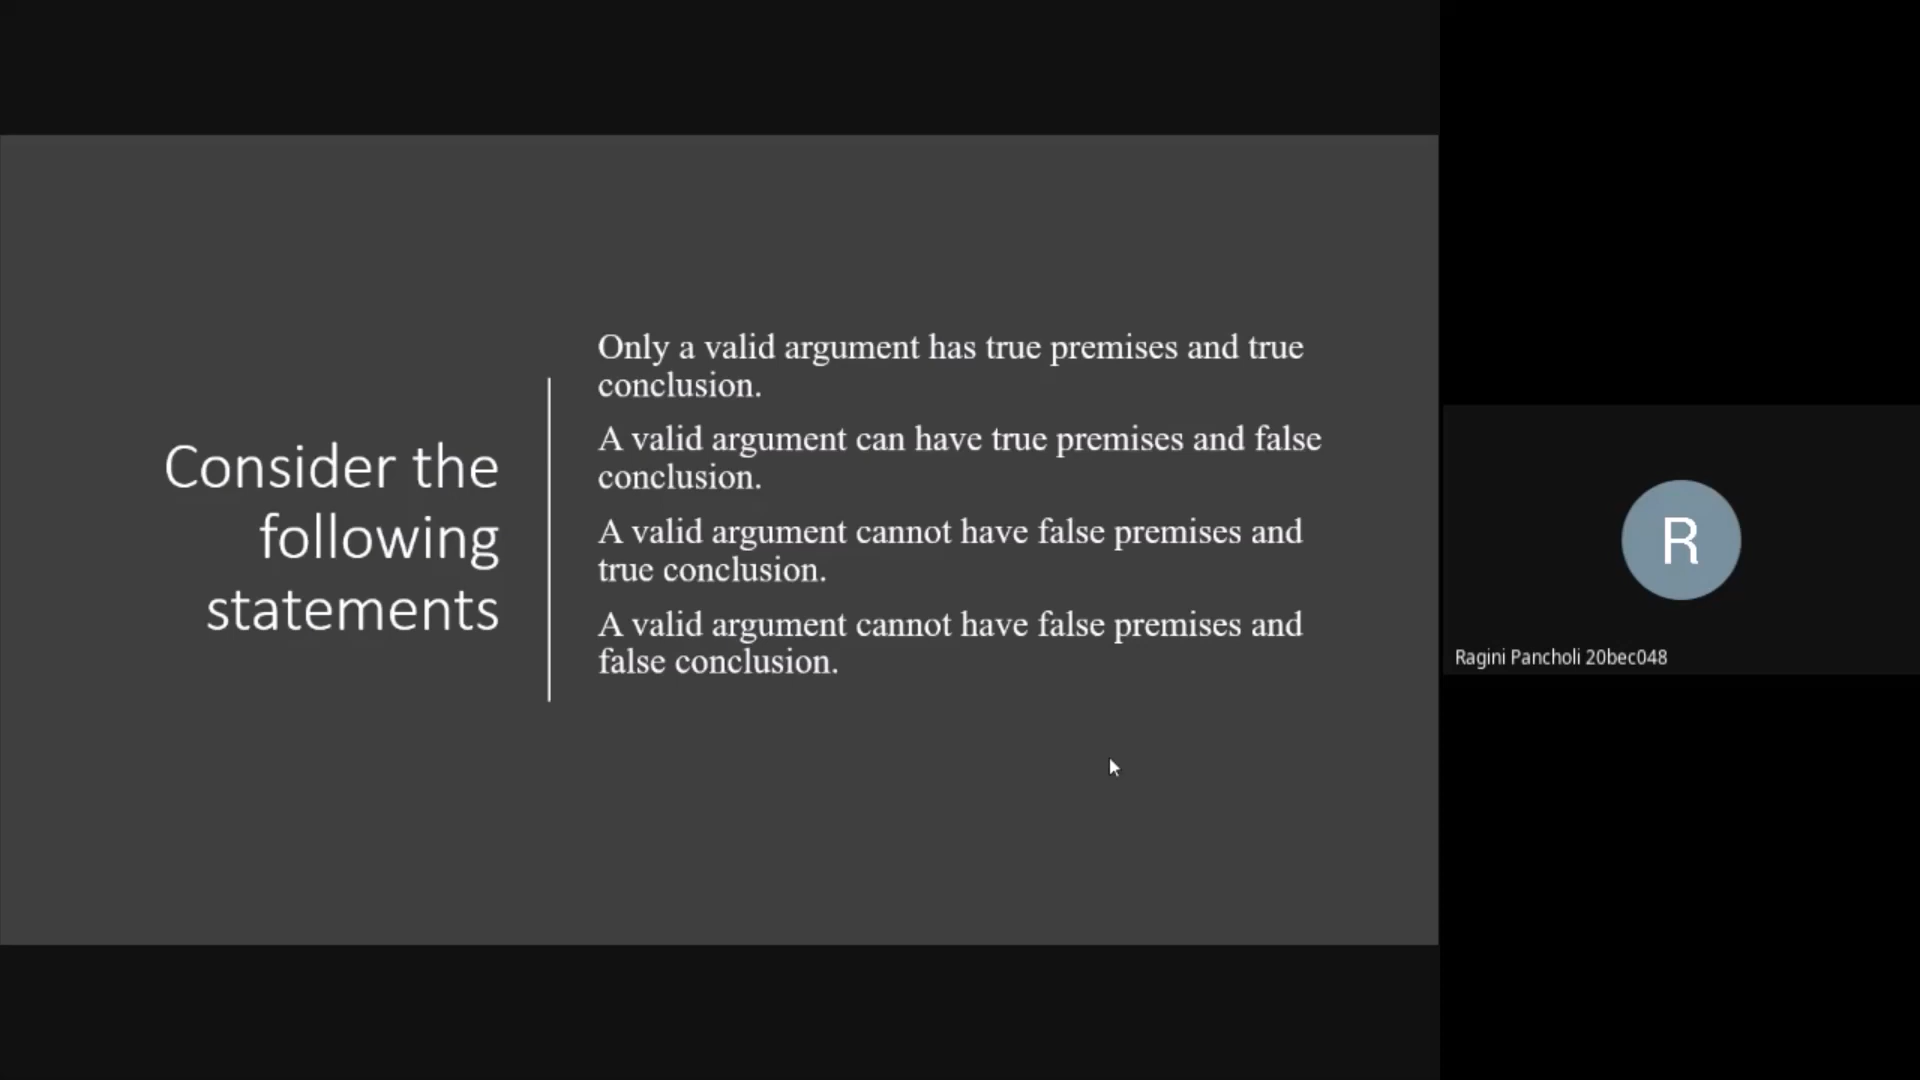 Consider the
following
statements
Only a valid argument has true premises and true
conclusion.
A valid argument can have true premises and false
conclusion.
A valid argument cannot have false premises and
true conclusion.
A valid argument cannot have false premises and
false conclusion.
R
Ragini Pancholi 20bec048